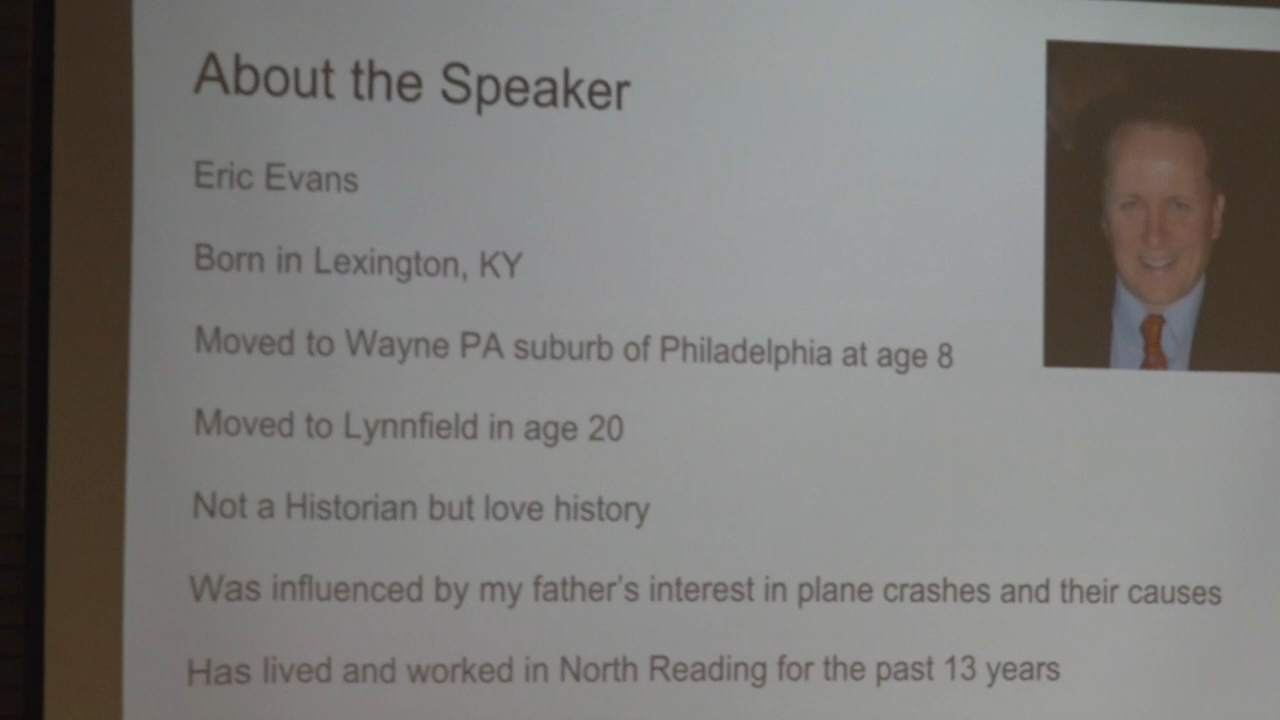 About the Speaker
Eric Evans
Born in Lexington, KY
Moved to Wayne PA suburb of Philadelphia at age 8
Moved to Lynnfield in age 20
Not a Historian but love history
Was influenced by my father's interest in plane crashes and their causes
Has lived and worked in North Reading for the past 13 years